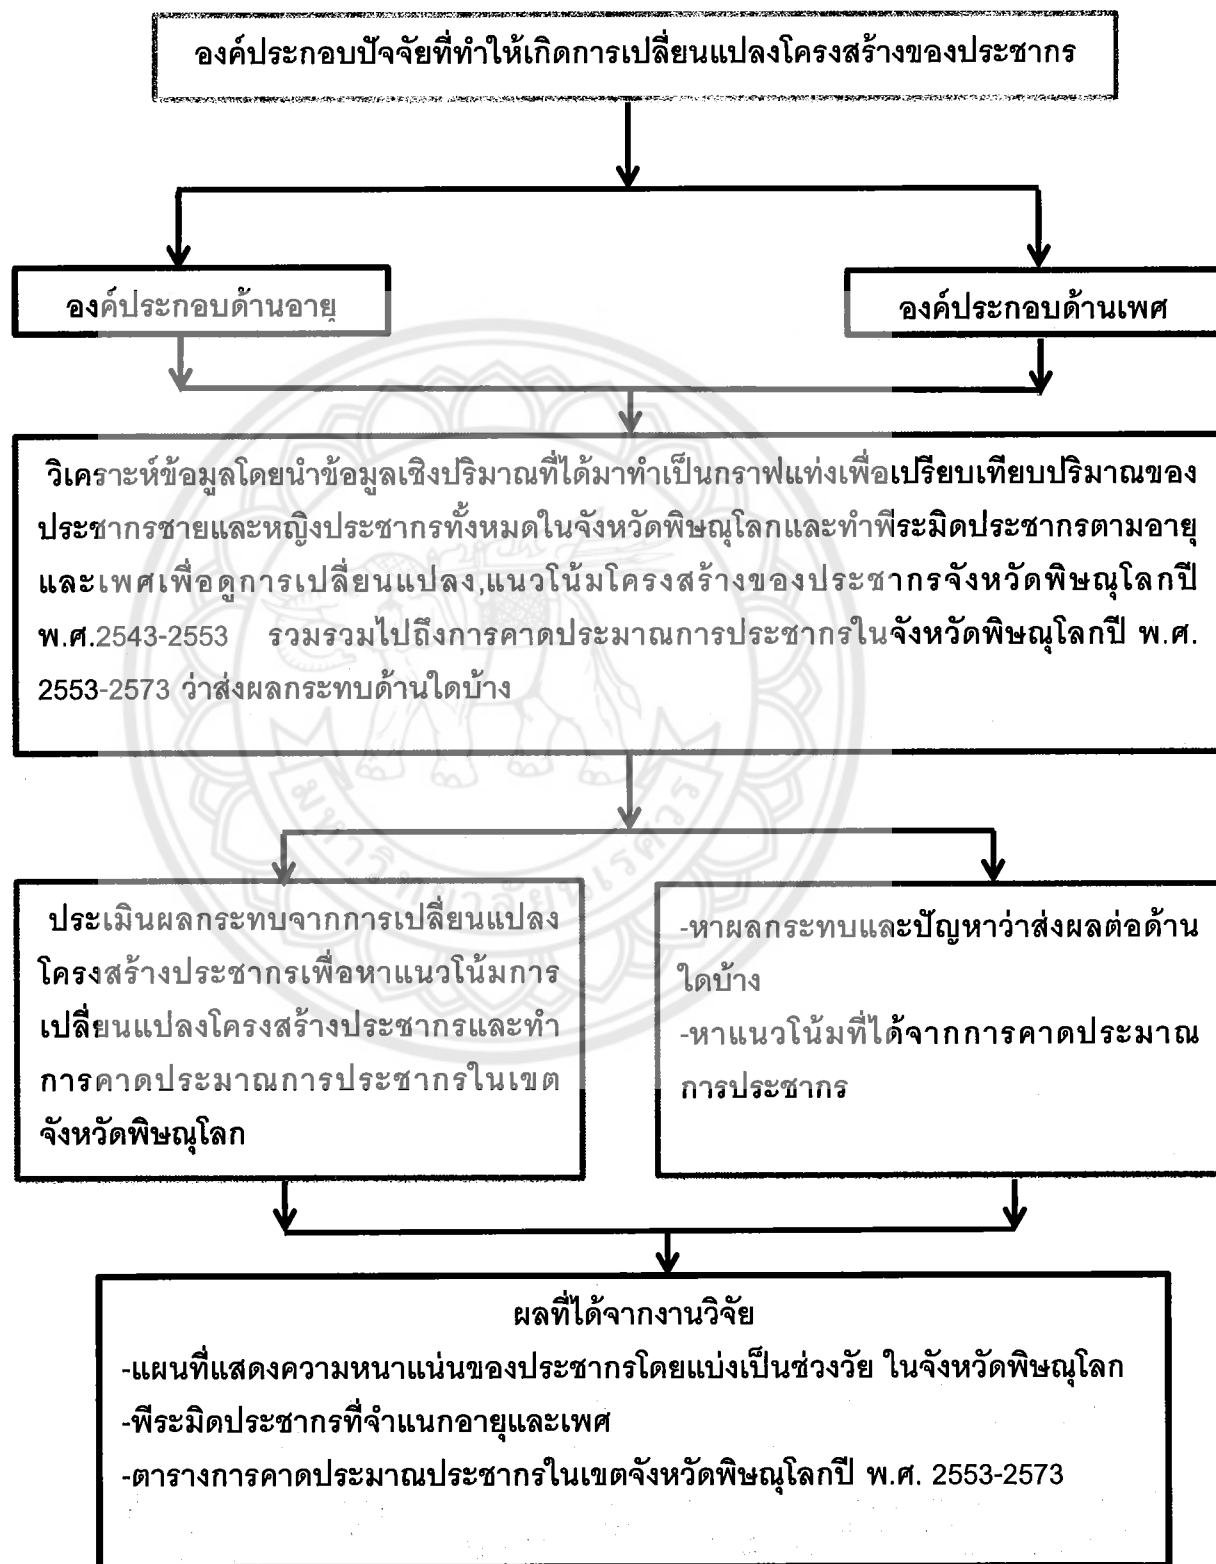 องค์ประกอบปัจจัยที่ทำให้เกิดการเปลี่ยนแปลงโครงสร้างของประชากร
องค์ประกอบด้านอายุ
องค์ประกอบด้านเพศ
วิเคราะห์ข้อมูลโดยนำข้อมูลเชิงปริมาณที่ได้มาทำเป็นกราฟแท่งเพื่อเปรียบเทียบปริมาณของ
ประชากรชายและหญิงประชากรทั้งหมดในจังหวัดพิษณุโลกและทำพีระมิดประชากรตามอายุ
และเพศเพื่อดูการเปลี่ยนแปลง,แนวโน้มโครงสร้างของประชากรจังหวัดพิษณุโลกปี
พ.ศ.2543-2553 รวมรวมไปถึงการคาดประมาณการประชากรในจังหวัดพิษณุโลกปี พ.ศ.
2553-2573 ว่าส่งผลกระทบด้านใดบ้าง
ประเมินผลกระทบจากการเปลี่ยนแปลง
โครงสร้างประชากรเพื่อหาแนวโน้มการ
เปลี่ยนแปลงโครงสร้างประชากรและทำ
การคาดประมาณการประชากรในเขต
จังหวัดพิษณุโลก
-หาผลกระทบและปัญหาว่าส่งผลต่อด้าน
ใดบ้าง
-หาแนวโน้มที่ได้จากการคาดประมาณ
การประชากร
มหาวิทยาลัยนเรศวร
ผลที่ได้จากงานวิจัย
-แผนที่แสดงความหนาแน่นของประชากรโดยแบ่งเป็นช่วงวัย ในจังหวัดพิษณุโลก
-พีระมิดประชากรที่จำแนกอายุและเพศ
-ตารางการคาดประมาณประชากรในเขตจังหวัดพิษณุโลกปี พ.ศ. 2553-2573